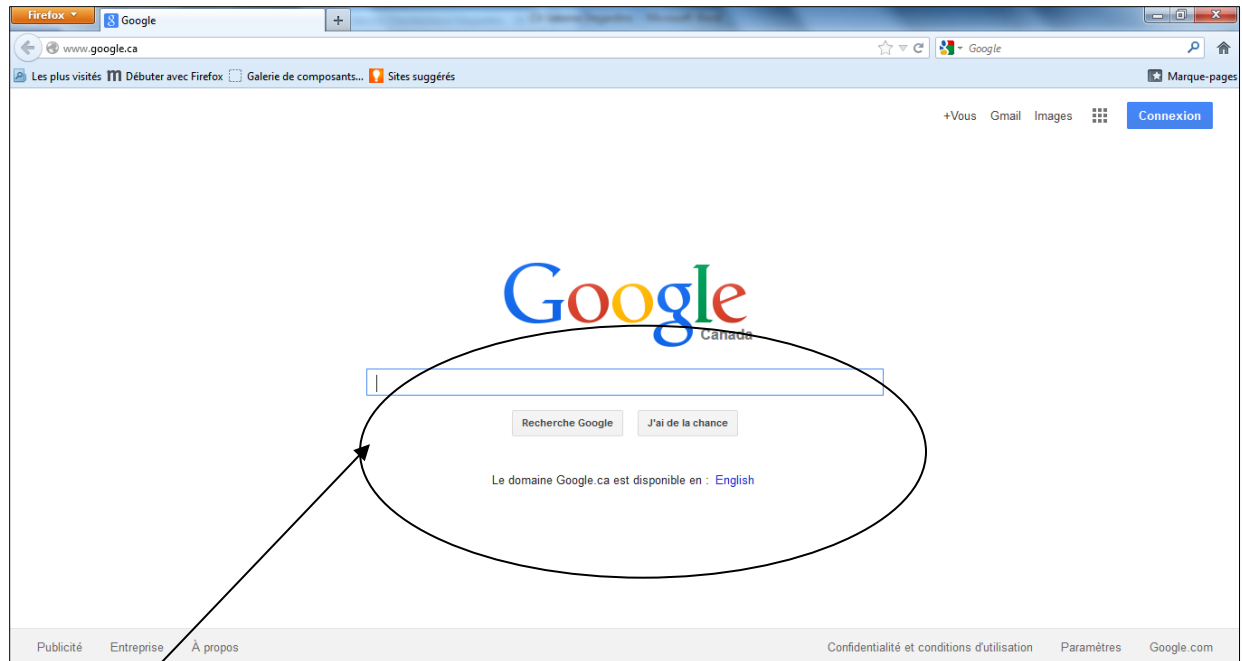 Firefox
Google
www.google.ca
Google
Les plus visités Débuter avec Firefox Galerie de composants... Sites suggérés
Marque-pages
+Vous Gmail Images Connexion
Google
Canada
Recherche Google J'ai de la chance
Le domaine Google.ca est disponible en : English
Publicité Entreprise À propos Confidentialité et conditions d'utilisation Paramètres Google.com